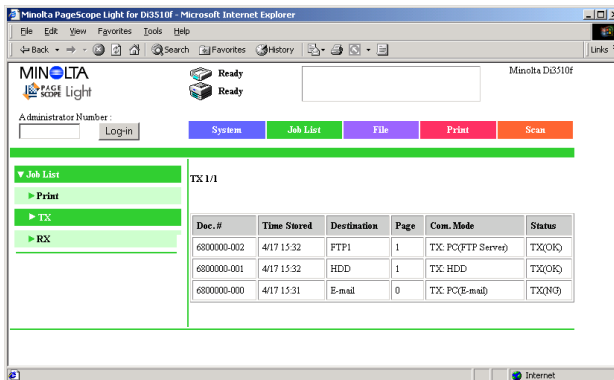 Minolta PageScope Light for Di3510f - Microsoft Internet Explorer
File Edit View Favorites Tools Help
Back Search Favorites History Links
MINOLTA Ready Minolta Di3510f
PAGE SCOPE Light Ready
Administrator Number :
Log-in
System Job List File Print Scan
Job List
TX 1/1
Print
TX
RX
Doc. # Time Stored Destination Page Com. Mode Status
6800000-002 4/17 15:32 FTP1 1 TX: PC(FTP Server) TX(OK)
6800000-001 4/17 15:32 HDD 1 TX: HDD TX(OK)
6800000-000 4/17 15:31 E-mail 0 TX: PC(E-mail) TX(NG)
Internet